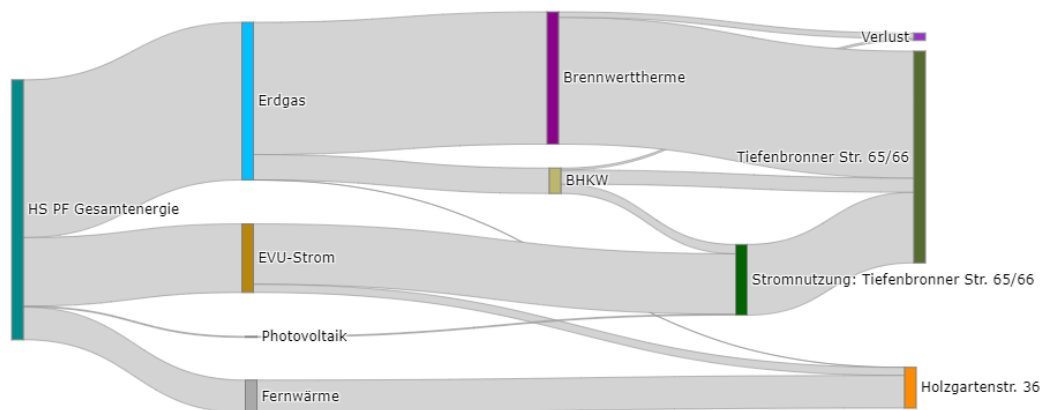 Verlust
Brennwerttherme
Erdgas
Tiefenbronner Str. 65/66
BHKW
HS PF Gesamtenergie
EVU-Strom
Stromnutzung: Tiefenbronner Str. 65/66
Photovoltaik
Holzgartenstr. 36
Fernwärme